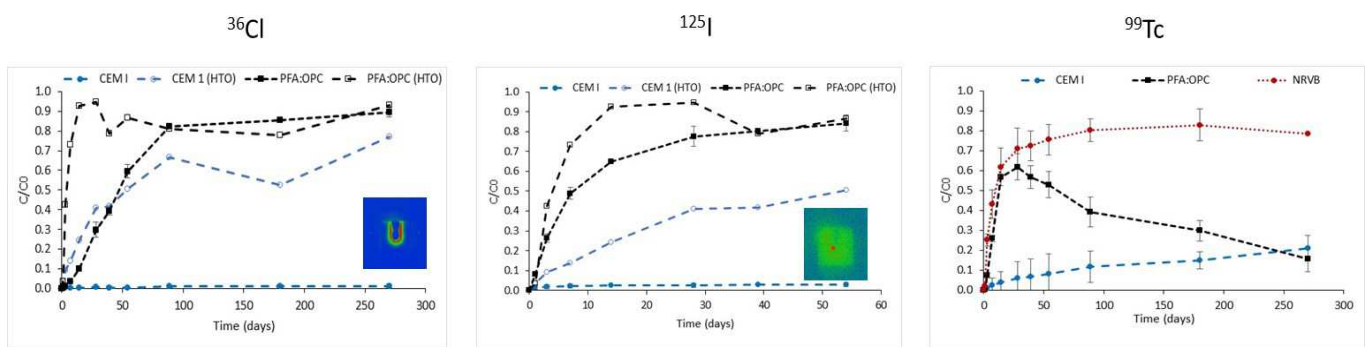 ³⁶Cl
CEM I CEM 1 (HTO) PFA:OPC PFA:OPC (HTO)
1.0
0.9
0.8
0.7
0.6
0.5
0.4
0.3
0.2
0.1
0.0
C/C0
0 50 100 150 200 250 300
Time (days)
¹²⁵I
CEM I CEM 1 (HTO) PFA:OPC PFA:OPC (HTO)
1.0
0.9
0.8
0.7
0.6
0.5
0.4
0.3
0.2
0.1
0.0
C/C0
0 10 20 30 40 50 60
Time (days)
⁹⁹Tc
CEM I PFA:OPC NRVB
1.0
0.9
0.8
0.7
0.6
0.5
0.4
0.3
0.2
0.1
0.0
C/C0
0 50 100 150 200 250 300
Time (days)